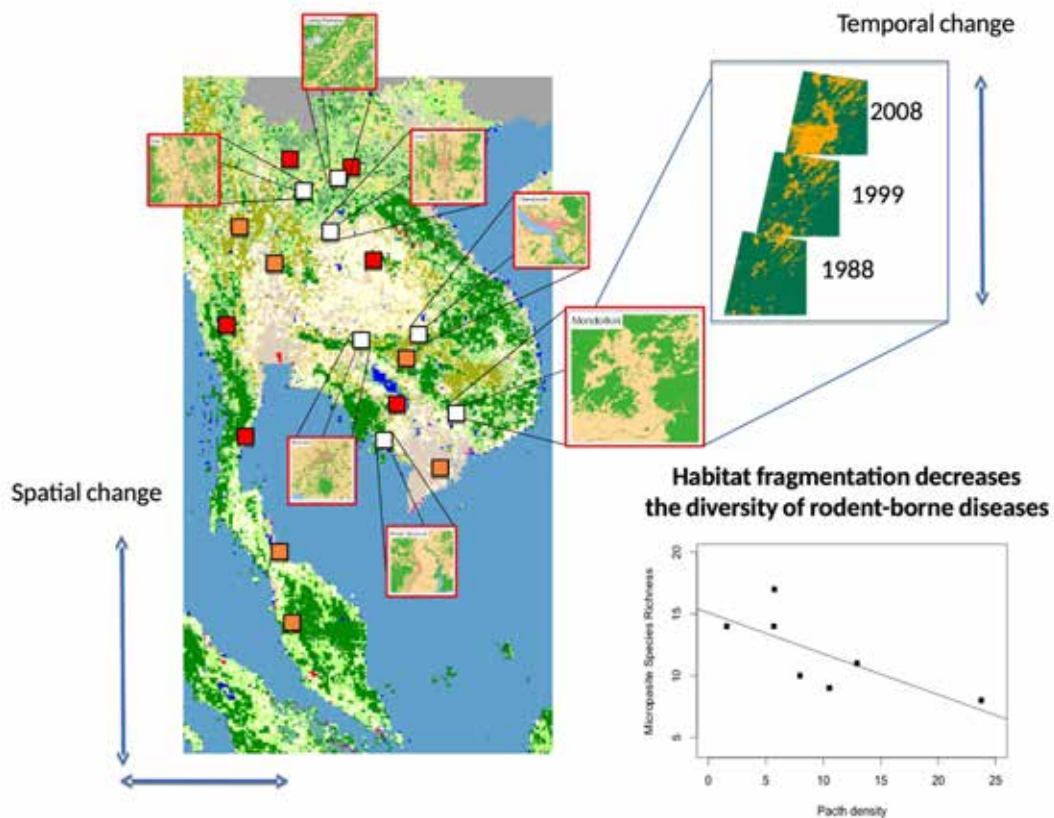 Temporal change
2008
1999
1988
Mondolkiri
Spatial change
Habitat fragmentation decreases
the diversity of rodent-borne diseases
Microparasite Species Richness
20
15
10
5
0
5
10
15
20
25
Pacth density